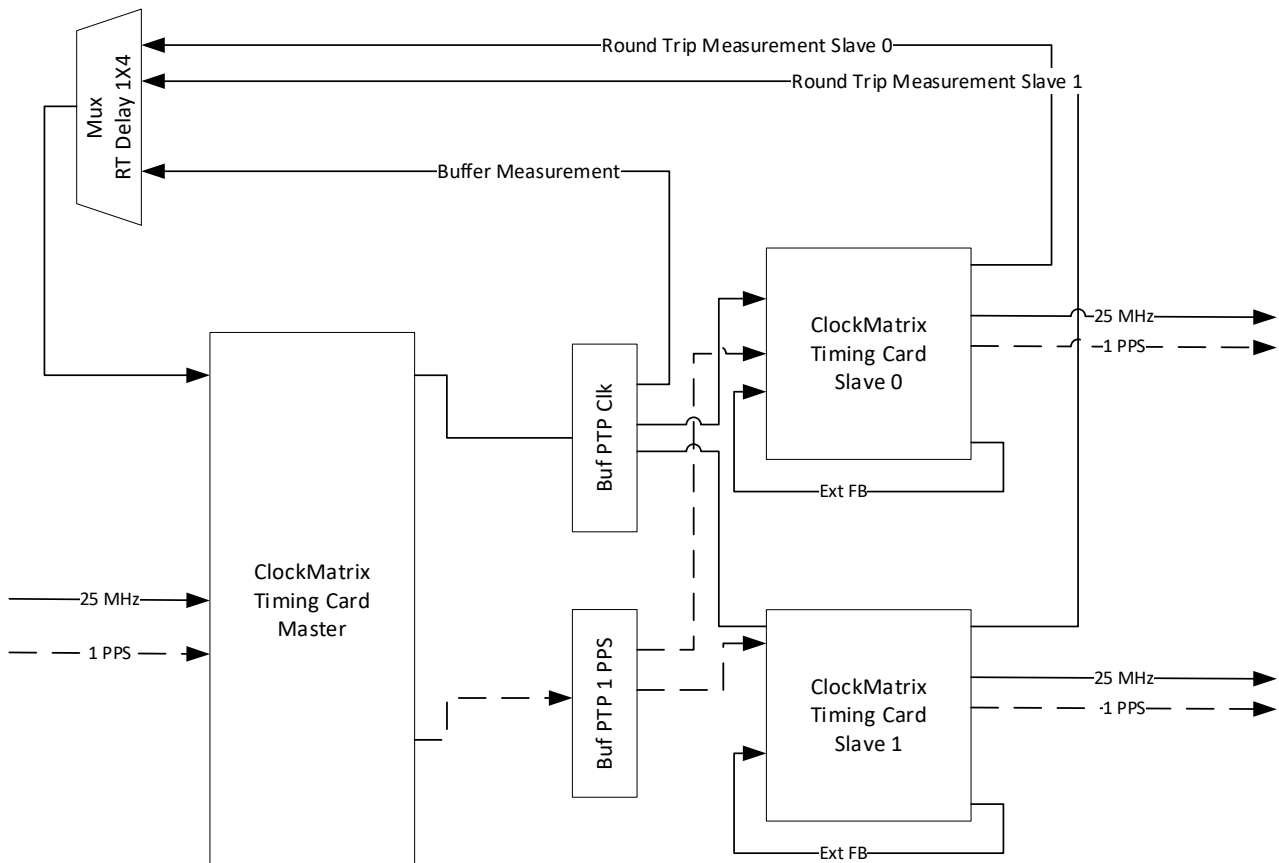 Round Trip Measurement Slave 0
Round Trip Measurement Slave 1
Mux
RT Delay 1X4
Buffer Measurement
ClockMatrix
Timing Card
Slave 0
25 MHz
1 PPS
Ext FB
Buf PTP Clk
ClockMatrix
Timing Card
Master
25 MHz
1 PPS
Buf PTP 1 PPS
ClockMatrix
Timing Card
Slave 1
25 MHz
1 PPS
Ext FB